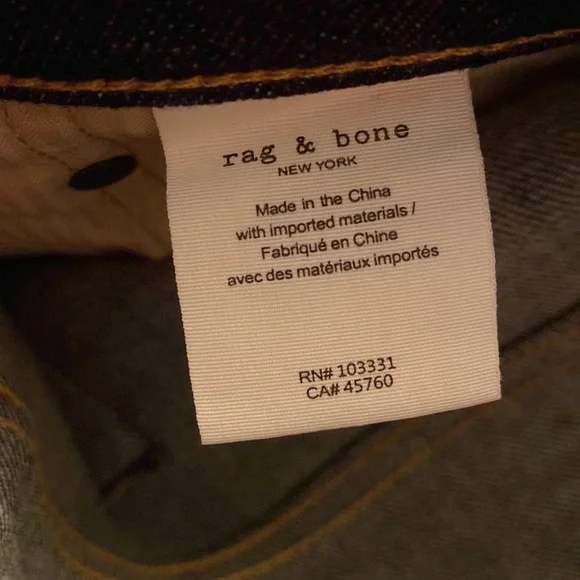 rag & bone
NEW YORK
Made in the China
with imported materials /
Fabriqué en Chine
avec des matériaux importés
RN# 103331
CA# 45760